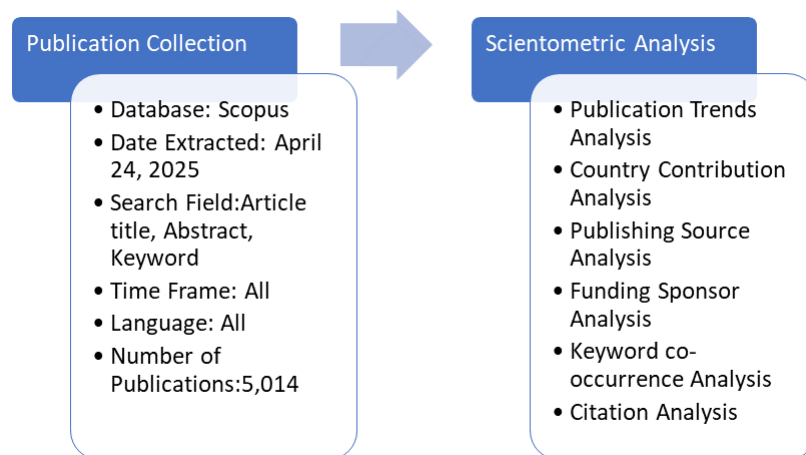 Publication Collection
• Database: Scopus
• Date Extracted: April
24, 2025
• Search Field:Article
title, Abstract,
Keyword
• Time Frame: All
• Language: All
• Number of
Publications:5,014
Scientometric Analysis
• Publication Trends
Analysis
• Country Contribution
Analysis
• Publishing Source
Analysis
• Funding Sponsor
Analysis
• Keyword co-
occurrence Analysis
• Citation Analysis